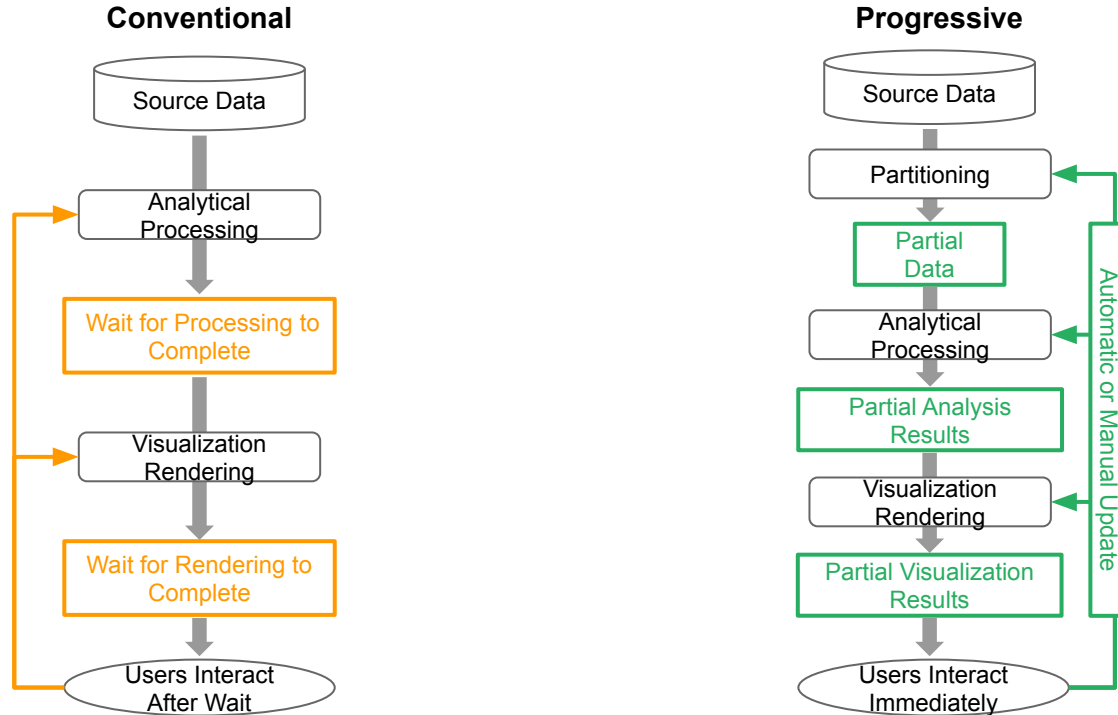 Conventional
Source Data
Analytical
Processing
Wait for Processing to
Complete
Visualization
Rendering
Wait for Rendering to
Complete
Users Interact
After Wait
Progressive
Source Data
Partitioning
Partial
Data
Analytical
Processing
Partial Analysis
Results
Visualization
Rendering
Partial Visualization
Results
Users Interact
Immediately
Automatic or Manual Update